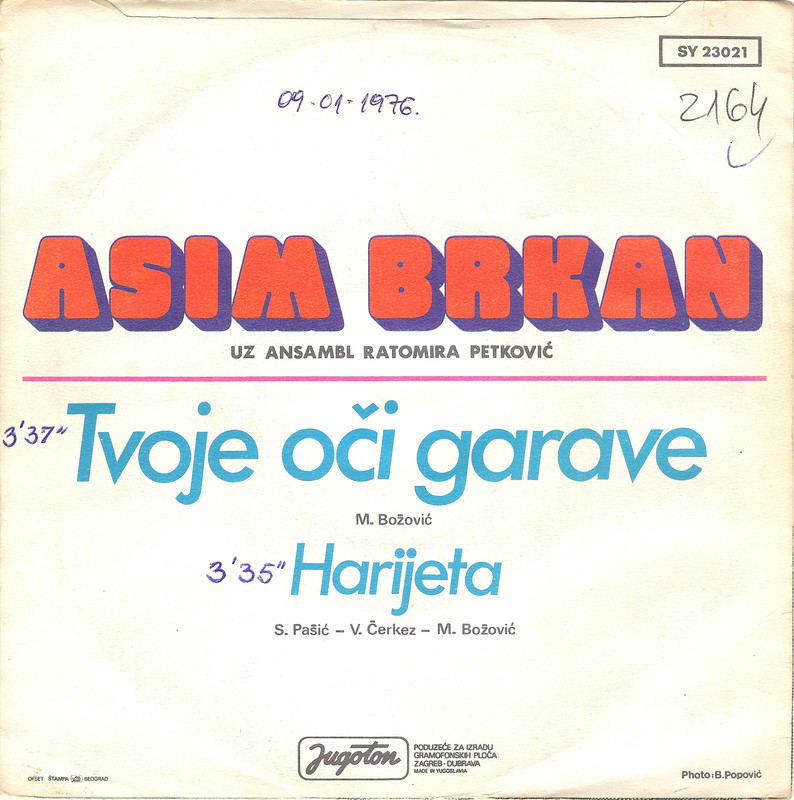 SY 23021
09-01-1976.
2164
ASIM BRKAN
UZ ANSAMBL RATOMIRA PETKOVIĆ
3'37" Tvoje oči garave
M. Božović
3'35" Harijeta
S. Pašić – V. Čerkez – M. Božović
Jugoton
PODUZEĆE ZA IZRADU
GRAMOFONSKIH PLOČA
ZAGREB - DUBRAVA
MADE IN YUGOSLAVIA
OFSET ŠTAMPA BEOGRAD
Photo: B. Popović